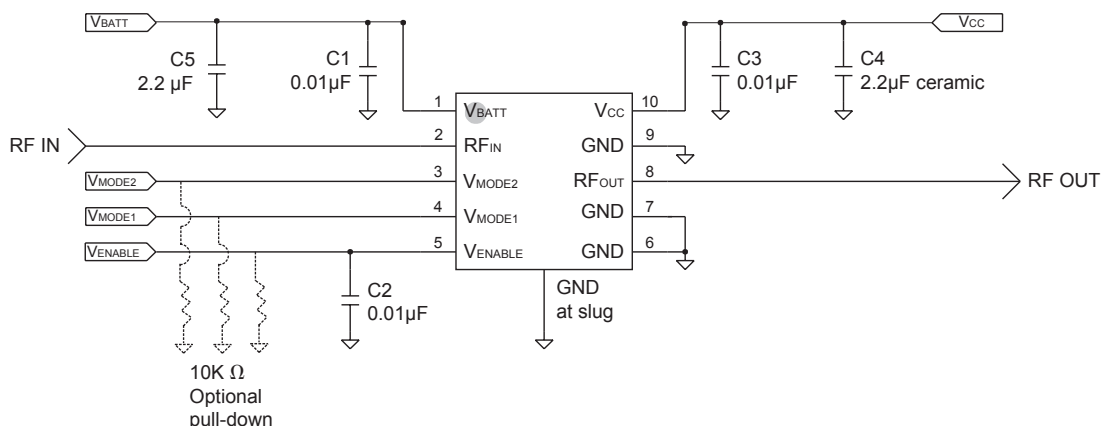 VBATT
VCC
C5
2.2 µF
C1
0.01µF
C3
0.01µF
C4
2.2µF ceramic
1
VBATT
VCC
10
RF IN
2
RFIN
GND
9
VMODE2
3
VMODE2
RFOUT
8
RF OUT
VMODE1
4
VMODE1
GND
7
VENABLE
5
VENABLE
GND
6
C2
0.01µF
GND
at slug
10K Ω
Optional
pull-down